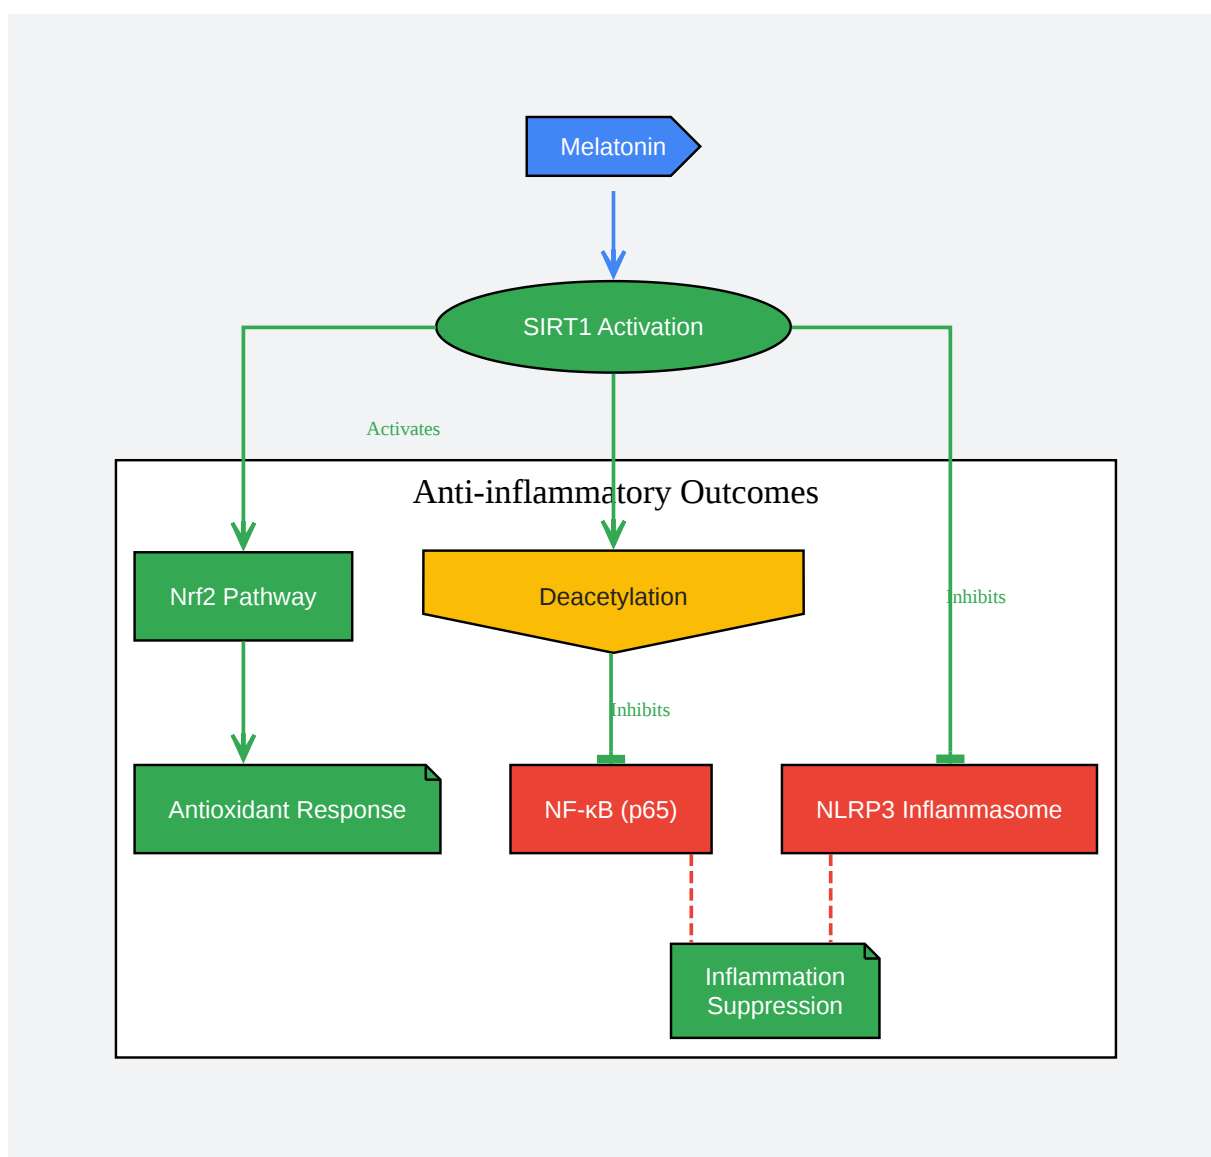 Melatonin
SIRT1 Activation
Activates
Anti-inflammatory Outcomes
Nrf2 Pathway
Deacetylation
Inhibits
Inhibits
Antioxidant Response
NF-κB (p65)
NLRP3 Inflammasome
Inflammation
Suppression